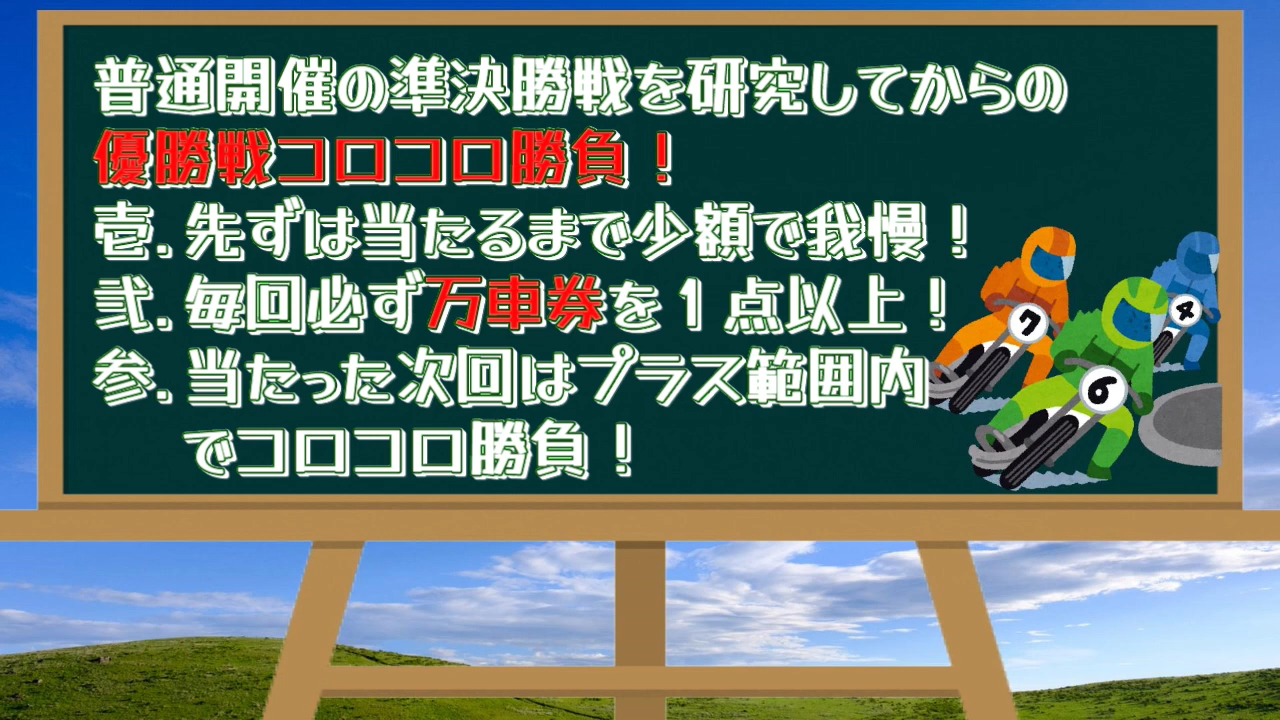 普通開催の準決勝戦を研究してからの
優勝戦コロコロ勝負！
壱.先ずは当たるまで少額で我慢！
弐.毎回必ず万車券を１点以上！
参.当たった次回はプラス範囲内
でコロコロ勝負！
7
6
4